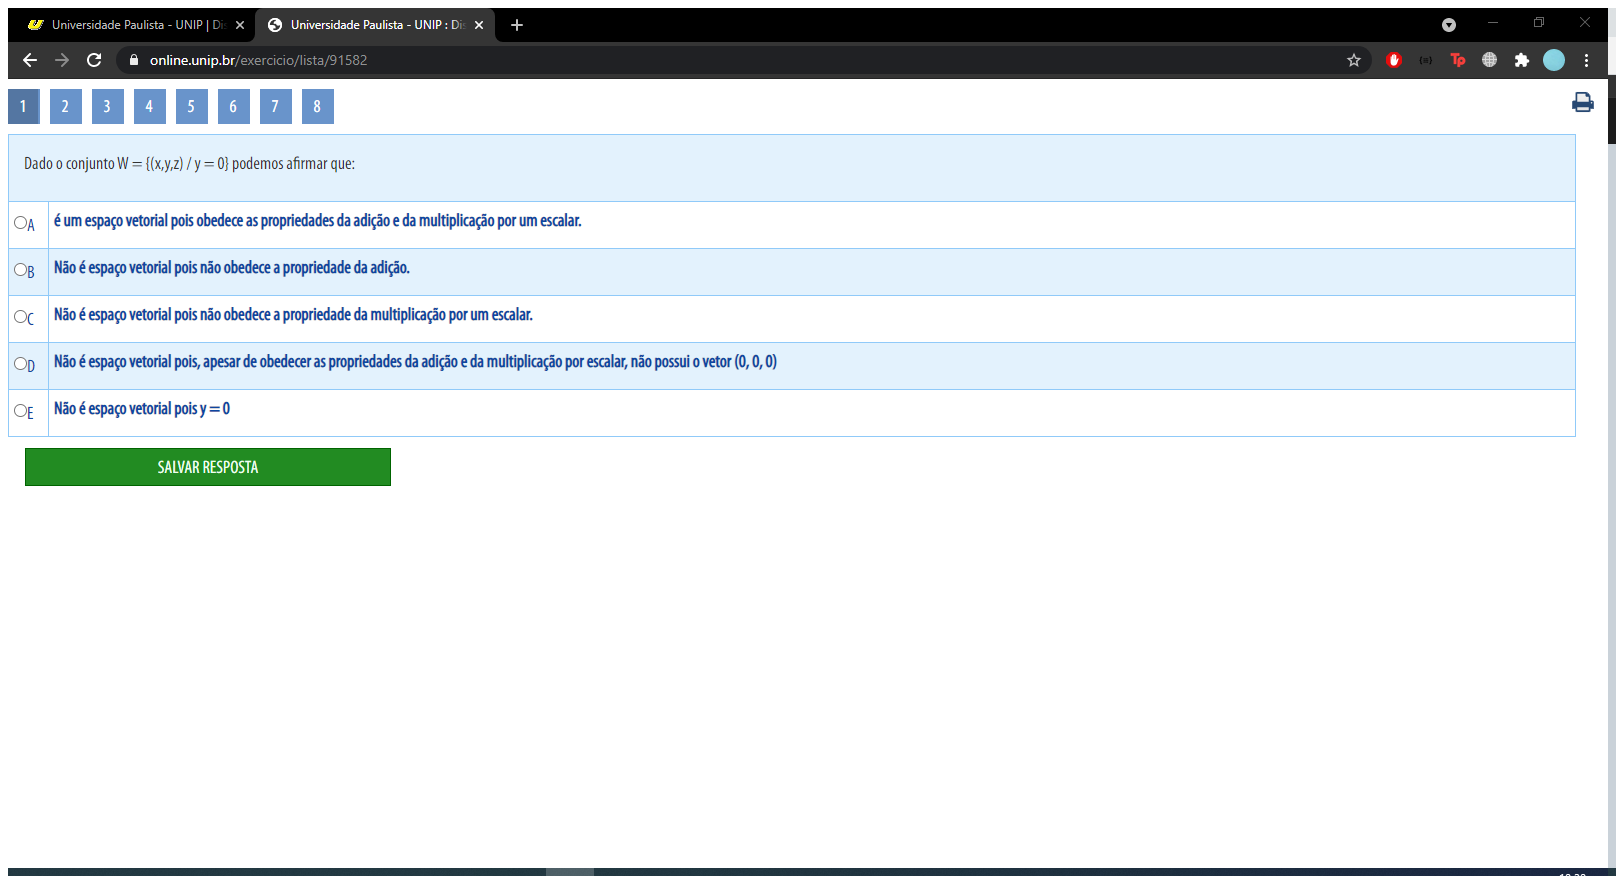 Universidade Paulista - UNIP | Di
Universidade Paulista - UNIP : Dis
online.unip.br/exercicio/lista/91582
1 2 3 4 5 6 7 8
Dado o conjunto W = {(x,y,z) / y = 0} podemos afirmar que:
A é um espaço vetorial pois obedece as propriedades da adição e da multiplicação por um escalar.
B Não é espaço vetorial pois não obedece a propriedade da adição.
C Não é espaço vetorial pois não obedece a propriedade da multiplicação por um escalar.
D Não é espaço vetorial pois, apesar de obedecer as propriedades da adição e da multiplicação por escalar, não possui o vetor (0, 0, 0)
E Não é espaço vetorial pois y = 0
SALVAR RESPOSTA